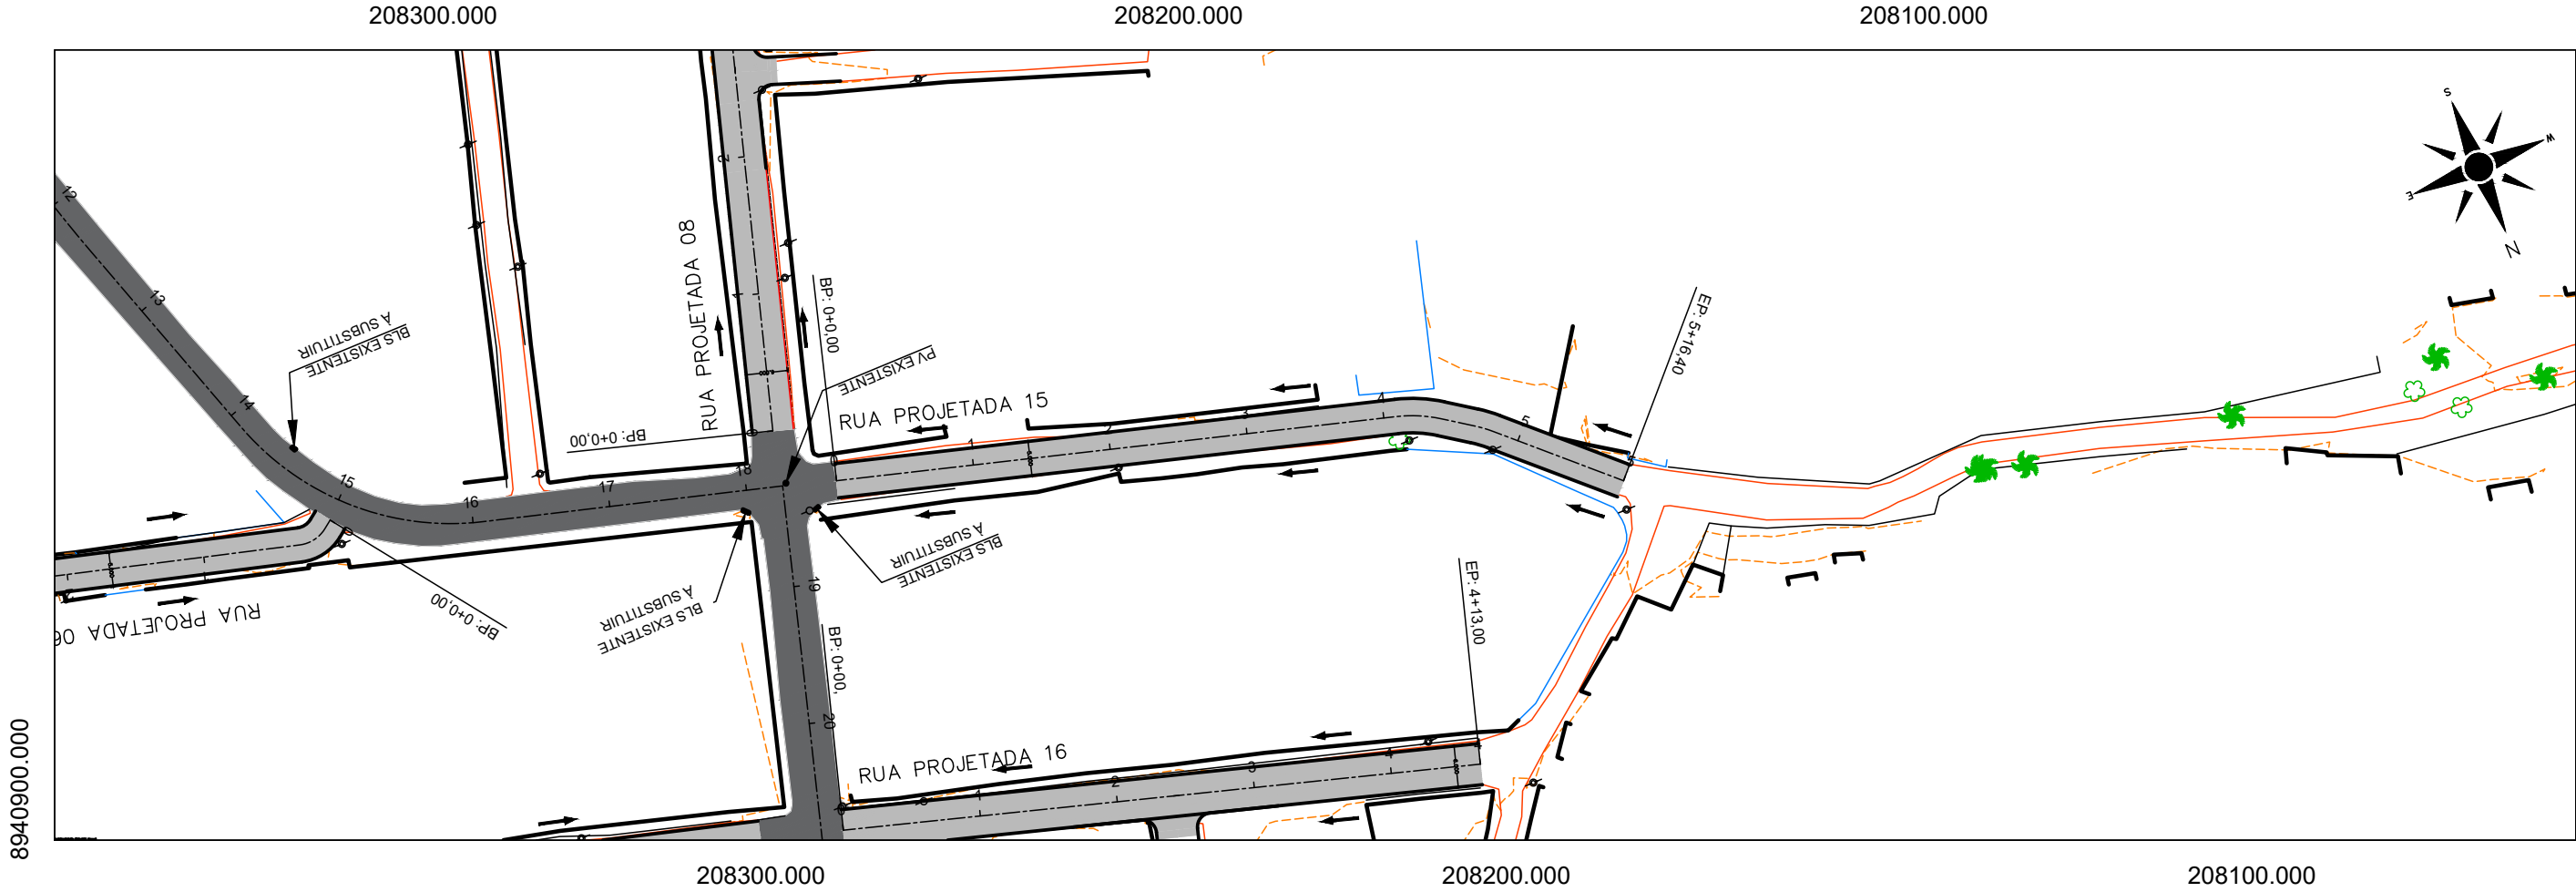 208300.000
208200.000
208100.000
S
W
E
N
12
13
14
15
16
17
18
19
20
2
1
0
BLS EXISTENTE
À SUBSTITUIR
RUA PROJETADA 08
BP: 0+0,00
PV EXISTENTE
BP: 0+0,00
RUA PROJETADA 15
0
1
2
3
4
5
EP: 5+16,40
BLS EXISTENTE
À SUBSTITUIR
BLS EXISTENTE
À SUBSTITUIR
BP: 0+0,00
RUA PROJETADA 06
BP: 0+00,
EP: 4+13,00
RUA PROJETADA 16
0
1
2
3
4
8940900.000
208300.000
208200.000
208100.000